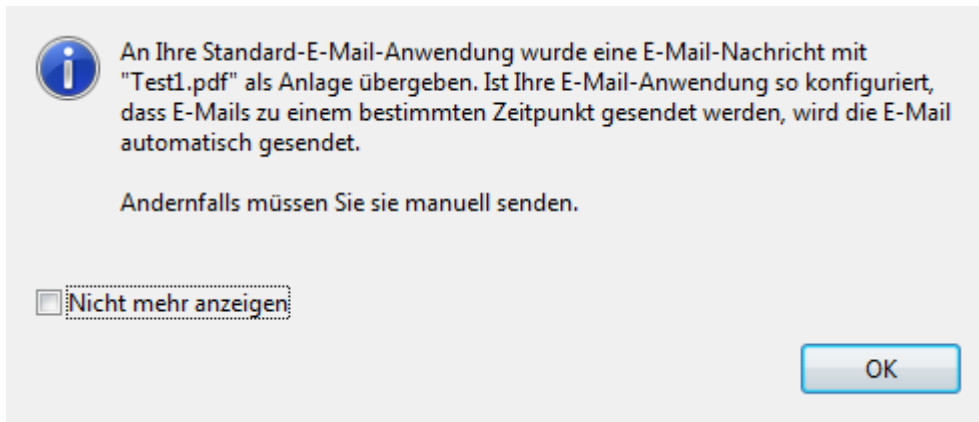 An Ihre Standard-E-Mail-Anwendung wurde eine E-Mail-Nachricht mit
"Test1.pdf" als Anlage übergeben. Ist Ihre E-Mail-Anwendung so konfiguriert,
dass E-Mails zu einem bestimmten Zeitpunkt gesendet werden, wird die E-Mail
automatisch gesendet.
Andernfalls müssen Sie sie manuell senden.
Nicht mehr anzeigen
OK